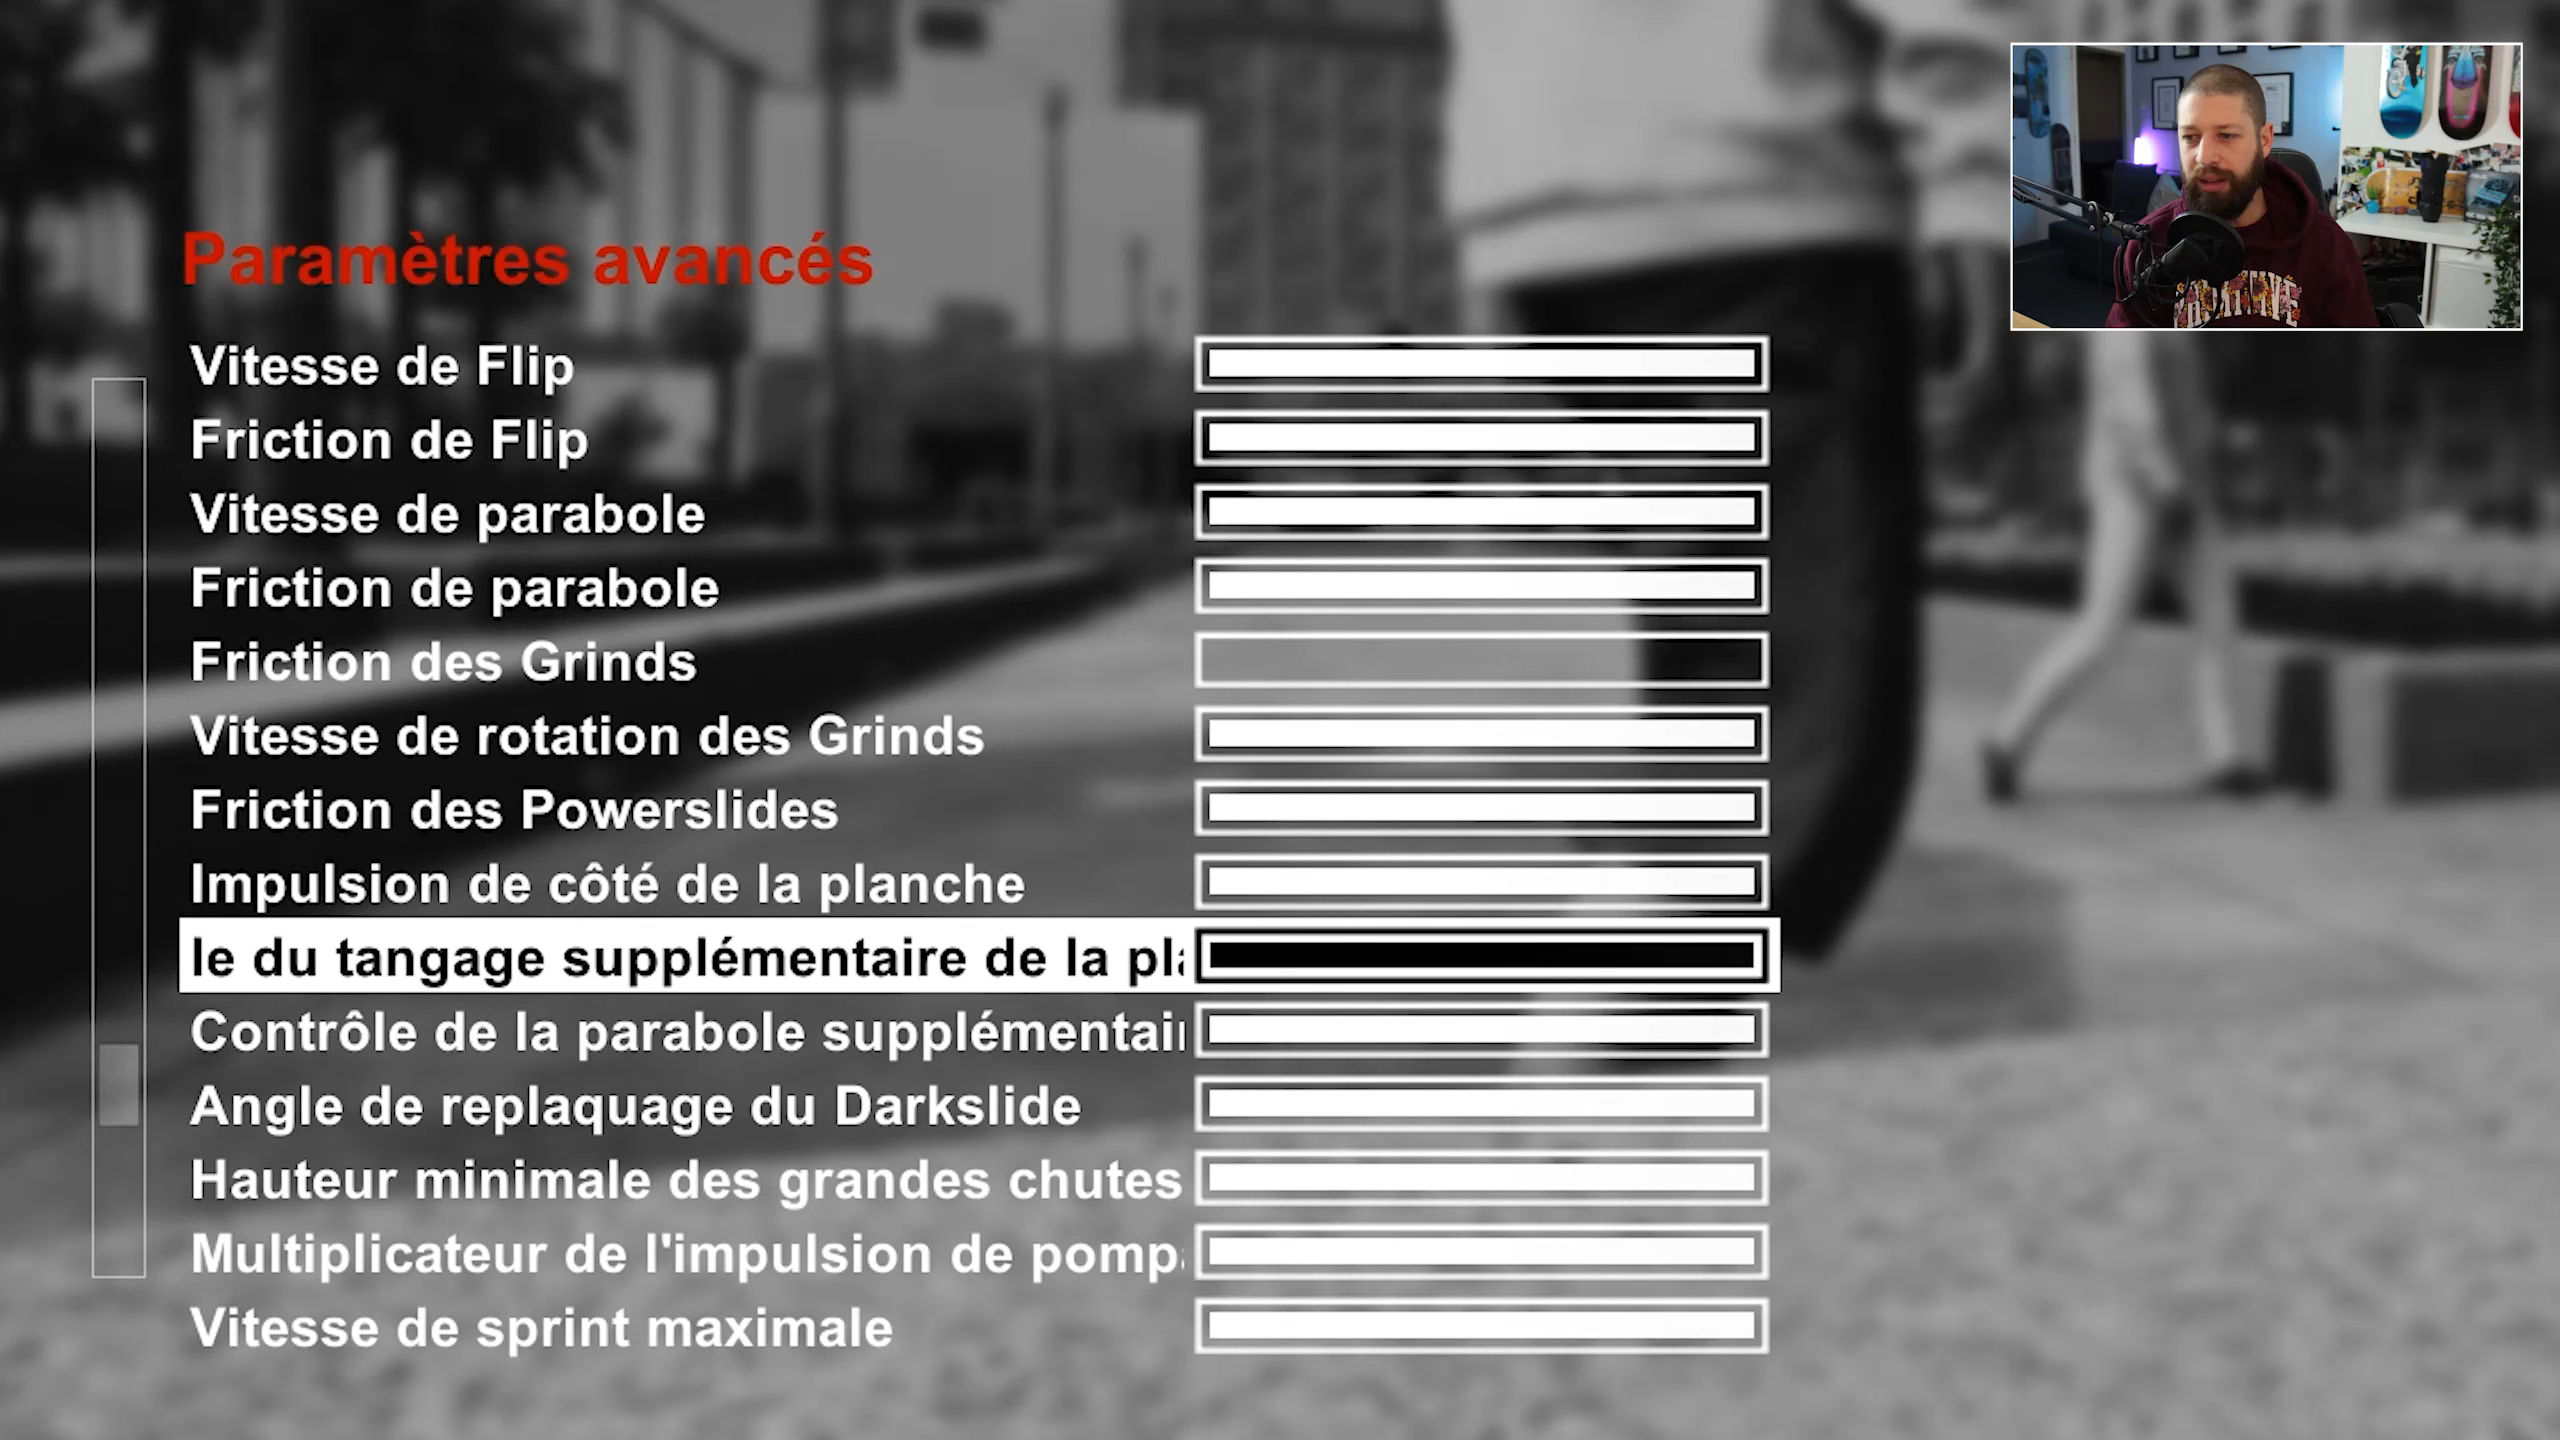 Paramètres avancés
Vitesse de Flip
Friction de Flip
Vitesse de parabole
Friction de parabole
Friction des Grinds
Vitesse de rotation des Grinds
Friction des Powerslides
Impulsion de côté de la planche
le du tangage supplémentaire de la pla
Contrôle de la parabole supplémentair
Angle de replaquage du Darkslide
Hauteur minimale des grandes chutes
Multiplicateur de l'impulsion de pompa
Vitesse de sprint maximale